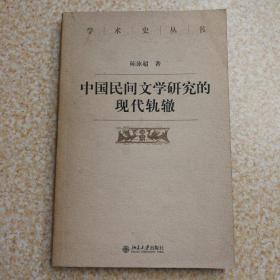 学术史丛书
陈泳超 著
中国民间文学研究的
现代轨辙
北京大学出版社